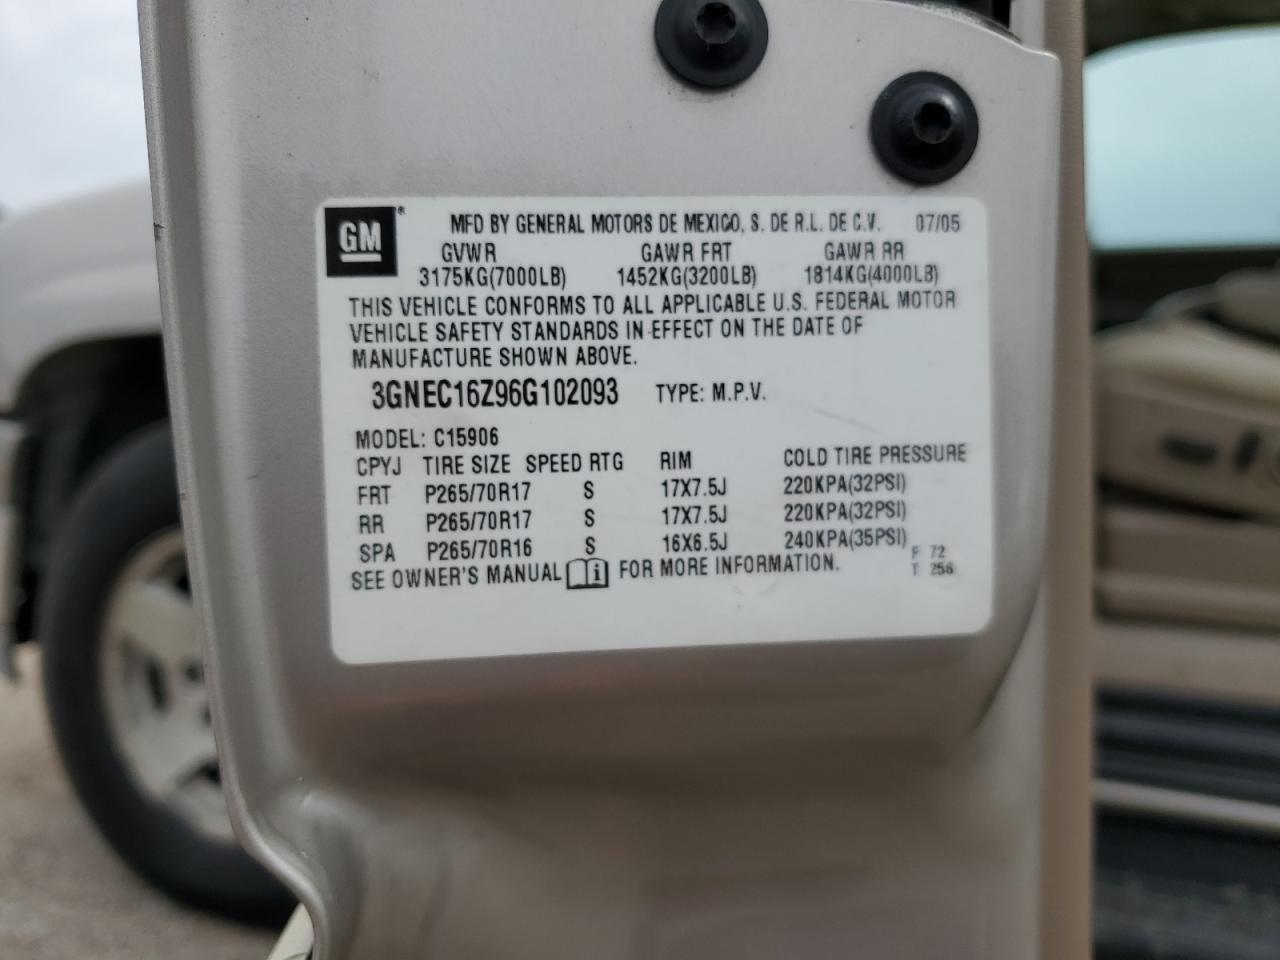 GM ® MFD BY GENERAL MOTORS DE MEXICO, S. DE R.L. DE C.V. 07/05
GVWR GAWR FRT GAWR RR
3175KG(7000LB) 1452KG(3200LB) 1814KG(4000LB)
THIS VEHICLE CONFORMS TO ALL APPLICABLE U.S. FEDERAL MOTOR
VEHICLE SAFETY STANDARDS IN EFFECT ON THE DATE OF
MANUFACTURE SHOWN ABOVE.
3GNEC16Z96G102093 TYPE: M.P.V.
MODEL: C15906
CPYJ TIRE SIZE SPEED RTG RIM COLD TIRE PRESSURE
FRT P265/70R17 S 17X7.5J 220KPA(32PSI)
RR P265/70R17 S 17X7.5J 220KPA(32PSI)
SPA P265/70R16 S 16X6.5J 240KPA(35PSI)
SEE OWNER'S MANUAL i FOR MORE INFORMATION.
F 72
T 256